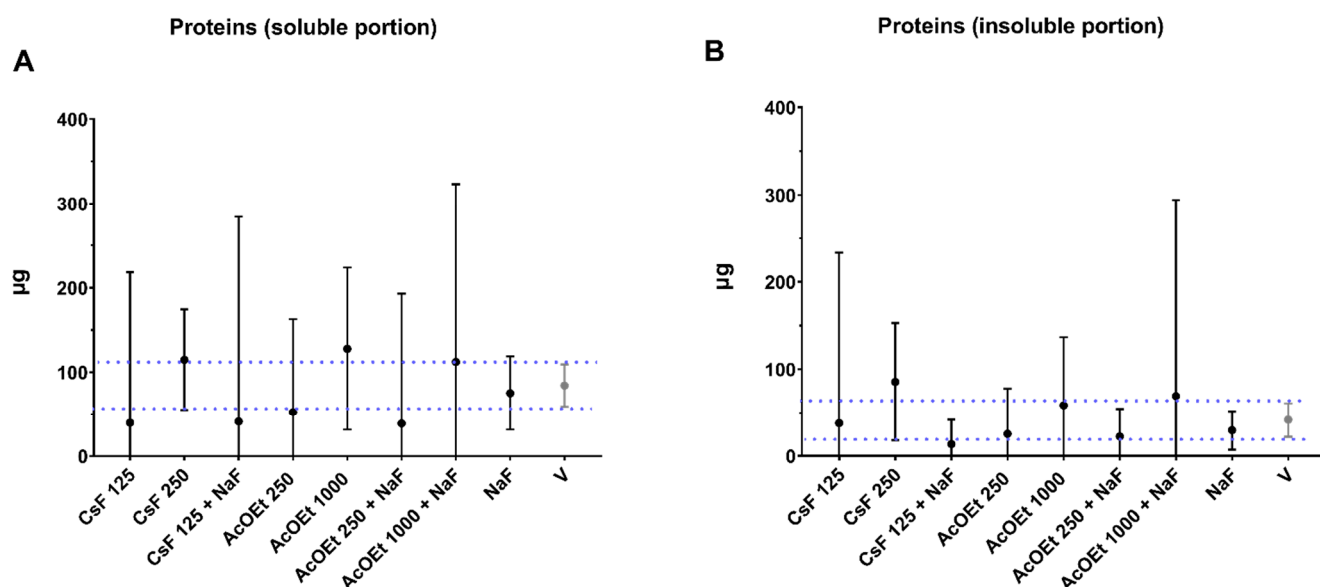 Proteins (soluble portion)
A
µg
400
300
200
100
0
CsF 125
CsF 250
CsF 125 + NaF
AcOEt 250
AcOEt 1000
AcOEt 250 + NaF
AcOEt 1000 + NaF
NaF
V
Proteins (insoluble portion)
B
µg
400
300
200
100
0
CsF 125
CsF 250
CsF 125 + NaF
AcOEt 250
AcOEt 1000
AcOEt 250 + NaF
AcOEt 1000 + NaF
NaF
V